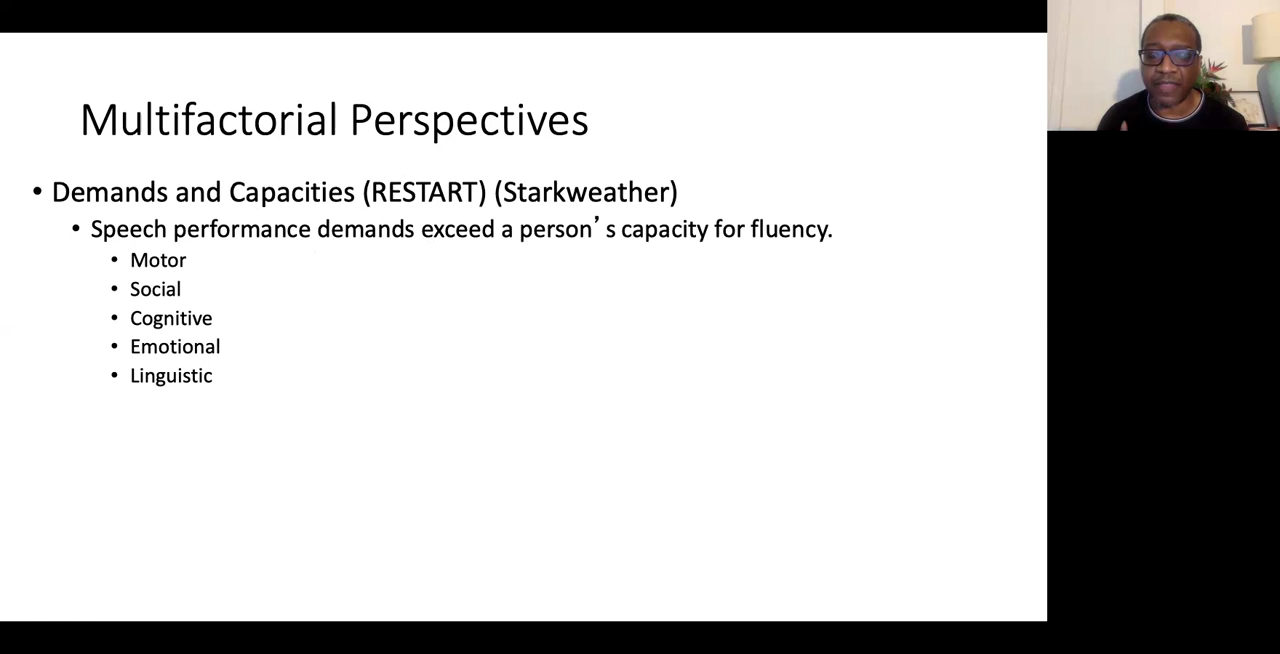 Multifactorial Perspectives
• Demands and Capacities (RESTART) (Starkweather)
• Speech performance demands exceed a person’s capacity for fluency.
• Motor
• Social
• Cognitive
• Emotional
• Linguistic